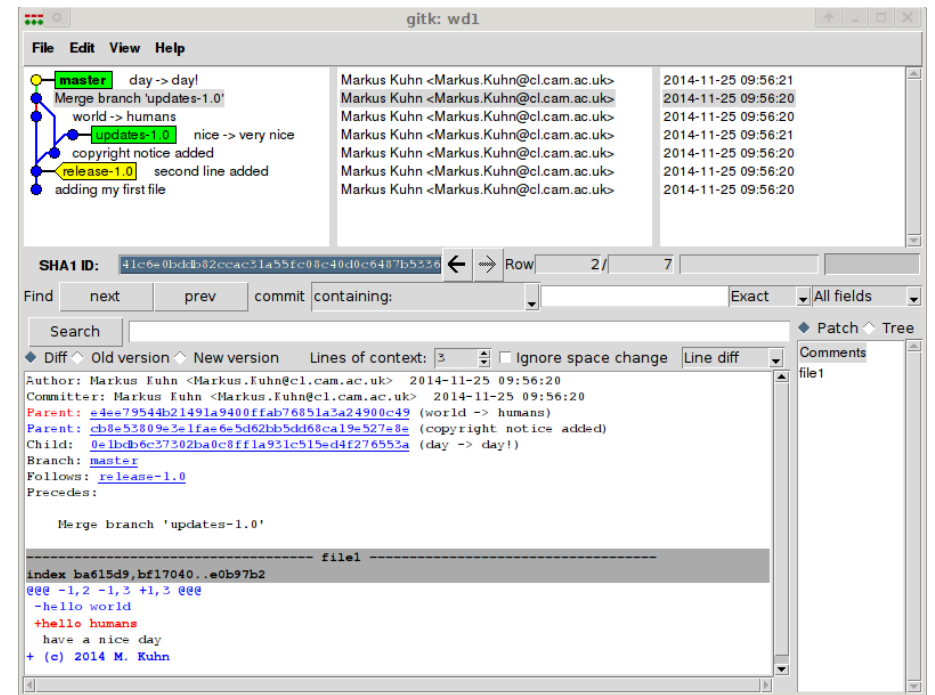 gitk: wd1
File Edit View Help
master day -> day! Markus Kuhn <Markus.Kuhn@cl.cam.ac.uk> 2014-11-25 09:56:21
Merge branch 'updates-1.0' Markus Kuhn <Markus.Kuhn@cl.cam.ac.uk> 2014-11-25 09:56:20
world -> humans Markus Kuhn <Markus.Kuhn@cl.cam.ac.uk> 2014-11-25 09:56:20
updates-1.0 nice -> very nice Markus Kuhn <Markus.Kuhn@cl.cam.ac.uk> 2014-11-25 09:56:21
copyright notice added Markus Kuhn <Markus.Kuhn@cl.cam.ac.uk> 2014-11-25 09:56:20
release-1.0 second line added Markus Kuhn <Markus.Kuhn@cl.cam.ac.uk> 2014-11-25 09:56:20
adding my first file Markus Kuhn <Markus.Kuhn@cl.cam.ac.uk> 2014-11-25 09:56:20
SHA1 ID: 41c6e0bddb82ccac31a55fc08c40d0c6487b5336 Row 2/ 7
Find next prev commit containing: Exact All fields
Search Patch Tree
Diff Old version New version Lines of context: 3 Ignore space change Line diff
Comments
file1
Author: Markus Kuhn <Markus.Kuhn@cl.cam.ac.uk> 2014-11-25 09:56:20
Committer: Markus Kuhn <Markus.Kuhn@cl.cam.ac.uk> 2014-11-25 09:56:20
Parent: e4ee79544b21491a9400ffab76851a3a24900c49 (world -> humans)
Parent: cb8e53809e3e1fae6e5d62bb5dd68ca19e527e8e (copyright notice added)
Child: 0e1bdb6c37302ba0c8ff1a931c515ed4f276553a (day -> day!)
Branch: master
Follows: release-1.0
Precedes:
Merge branch 'updates-1.0'
------------------------------------ file1 ------------------------------------
index ba615d9,bf17040..e0b97b2
@@@ -1,2 -1,3 +1,3 @@@
-hello world
+hello humans
have a nice day
+ (c) 2014 M. Kuhn